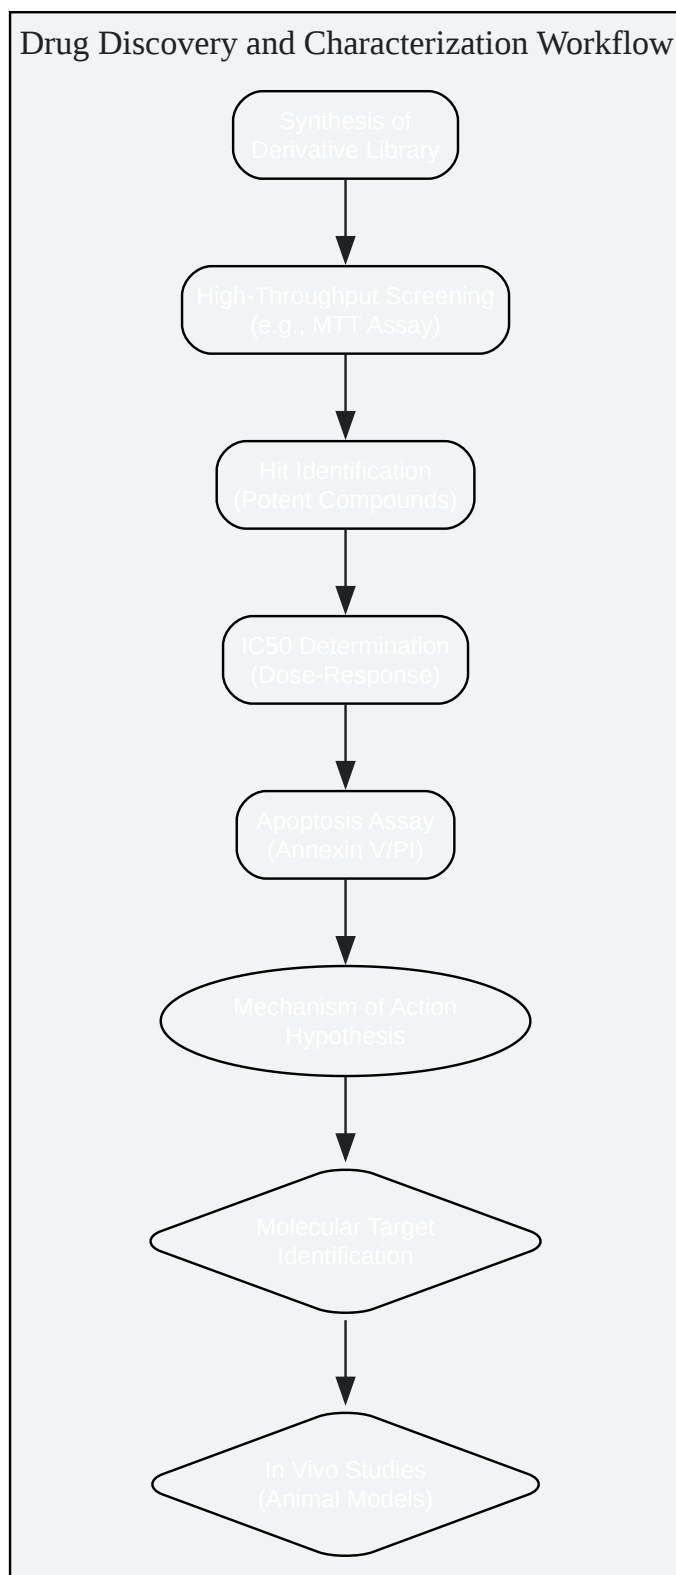 Drug Discovery and Characterization Workflow
Synthesis of
Derivative Library
High-Throughput Screening
(e.g., MTT Assay)
Hit Identification
(Potent Compounds)
IC50 Determination
(Dose-Response)
Apoptosis Assay
(Annexin V/PI)
Mechanism of Action
Hypothesis
Molecular Target
Identification
In Vivo Studies
(Animal Models)